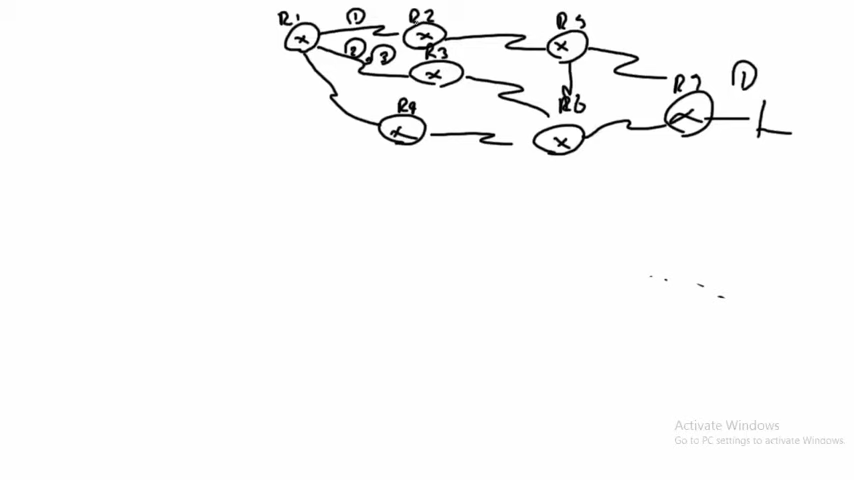 R1 ① R2 R5
② ③ R3
R7 ①
R6
R4
Activate Windows
Go to PC settings to activate Windows.